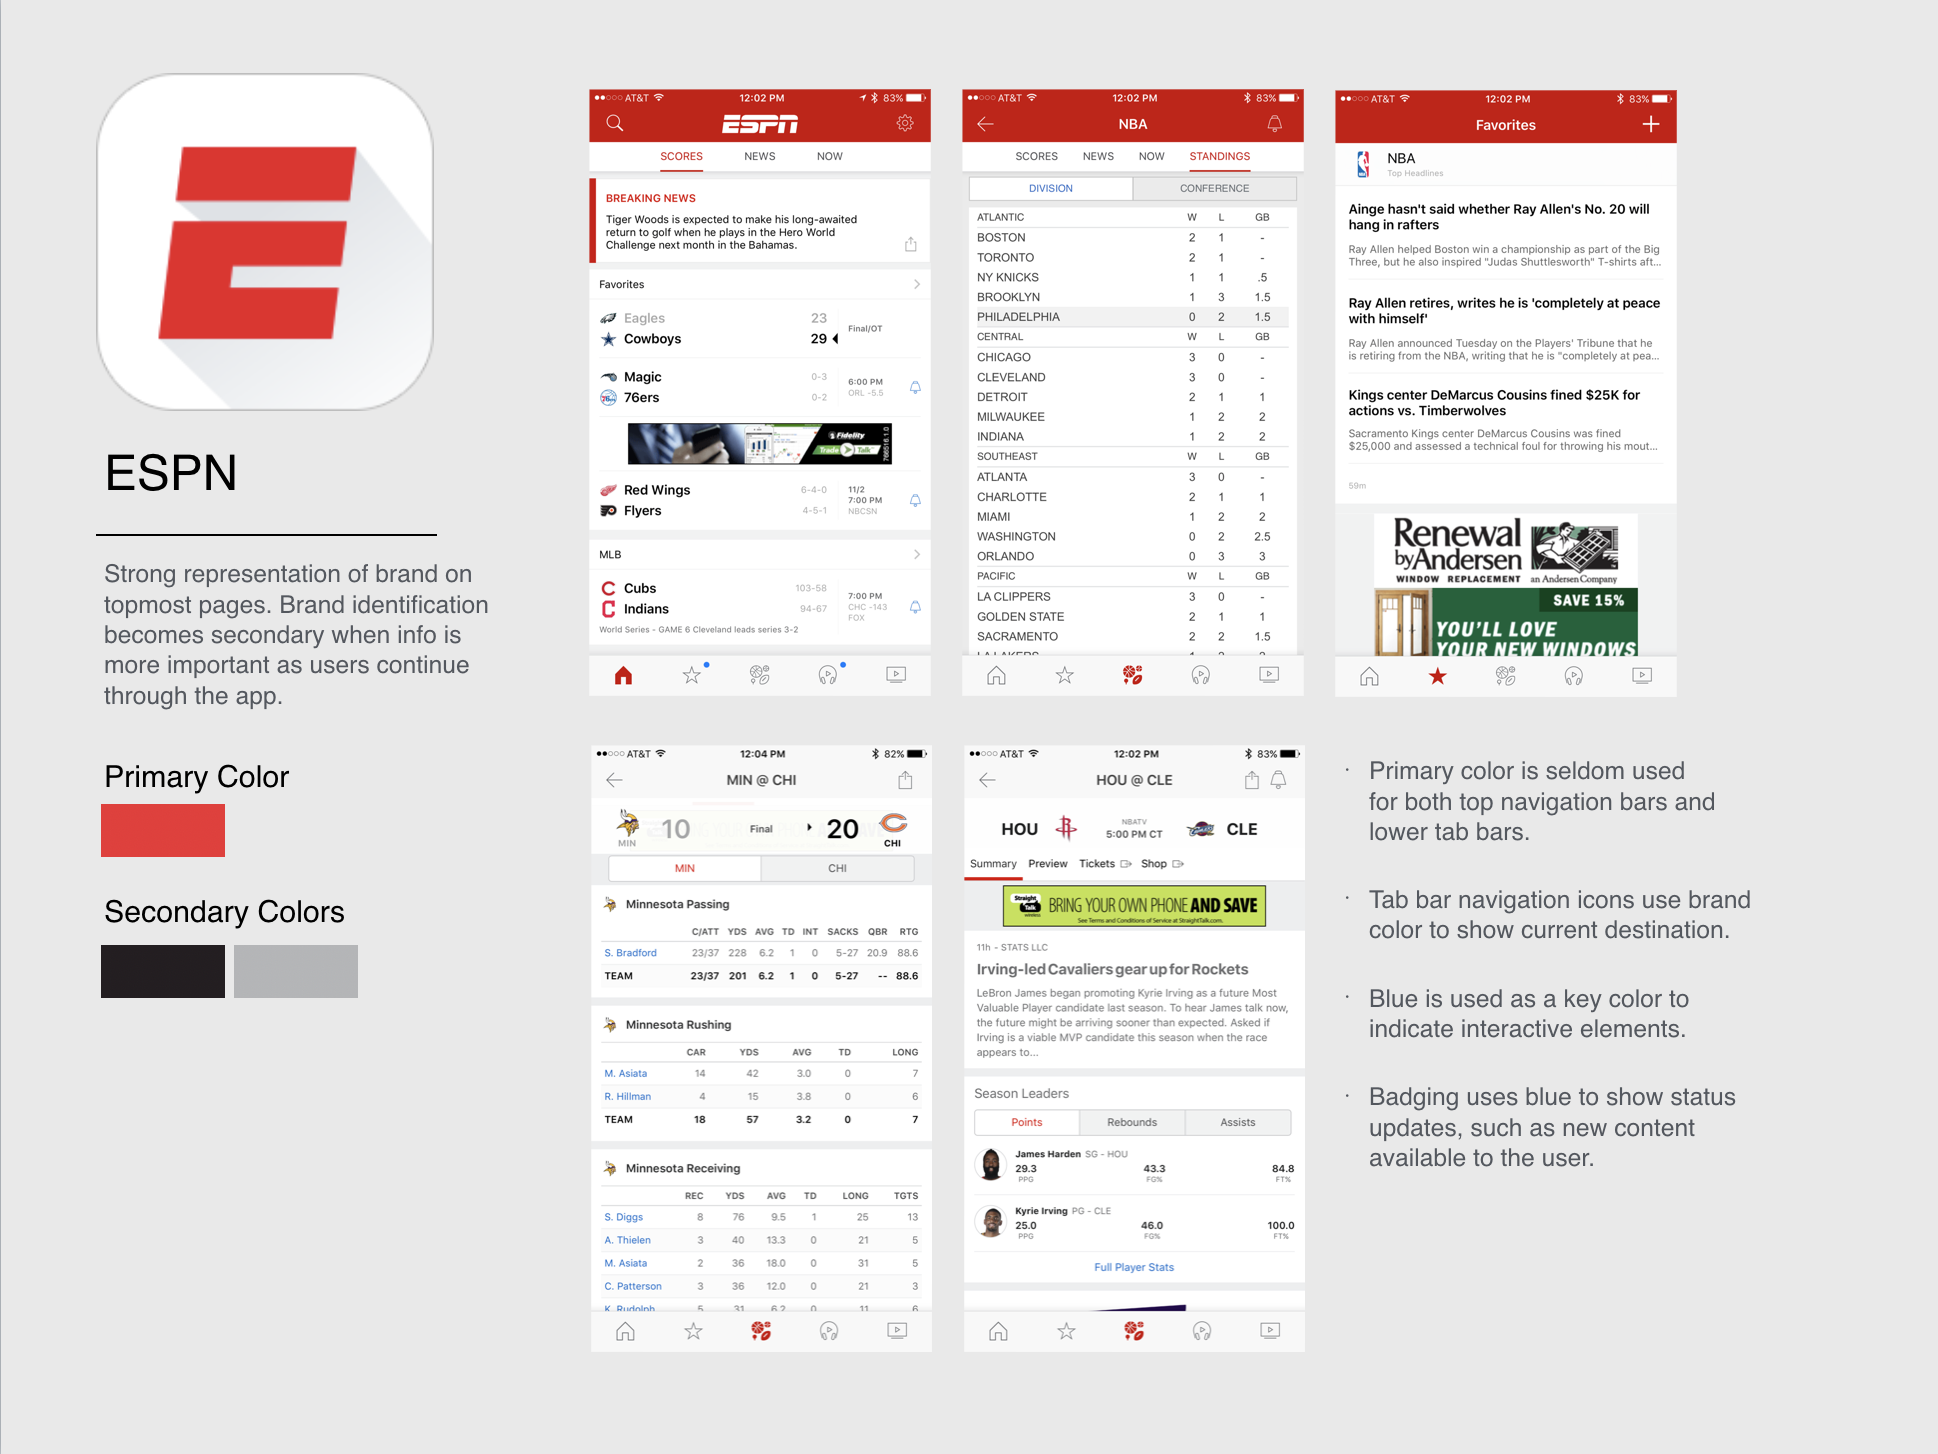 ESPN
Strong representation of brand on
topmost pages. Brand identification
becomes secondary when info is
more important as users continue
through the app.
Primary Color
Secondary Colors
AT&T 12:02 PM 83%
ESPN
SCORES NEWS NOW
BREAKING NEWS
Tiger Woods is expected to make his long-awaited
return to golf when he plays in the Hero World
Challenge next month in the Bahamas.
Favorites
Eagles 23
Cowboys 29
Final/OT
Magic 0-3
76ers 0-2
6:00 PM
ORL -5.5
Fidelity
Trade Talk
766516.1.0
Red Wings 6-4-0
Flyers 4-5-1
11/2
7:00 PM
NBCSN
MLB
Cubs 103-58
Indians 94-67
7:00 PM
CHC -143
FOX
World Series - GAME 6 Cleveland leads series 3-2
AT&T 12:02 PM 83%
NBA
SCORES NEWS NOW STANDINGS
DIVISION CONFERENCE
ATLANTIC W L GB
BOSTON 2 1 -
TORONTO 2 1 -
NY KNICKS 1 1 .5
BROOKLYN 1 3 1.5
PHILADELPHIA 0 2 1.5
CENTRAL W L GB
CHICAGO 3 0 -
CLEVELAND 3 0 -
DETROIT 2 1 1
MILWAUKEE 1 2 2
INDIANA 1 2 2
SOUTHEAST W L GB
ATLANTA 3 0 -
CHARLOTTE 2 1 1
MIAMI 1 2 2
WASHINGTON 0 2 2.5
ORLANDO 0 3 3
PACIFIC W L GB
LA CLIPPERS 3 0 -
GOLDEN STATE 2 1 1
SACRAMENTO 2 2 1.5
LA LAKERS 1 2 2
AT&T 12:02 PM 83%
Favorites
NBA
Top Headlines
Ainge hasn't said whether Ray Allen's No. 20 will
hang in rafters
Ray Allen helped Boston win a championship as part of the Big
Three, but he also inspired "Judas Shuttlesworth" T-shirts aft...
Ray Allen retires, writes he is 'completely at peace
with himself'
Ray Allen announced Tuesday on the Players' Tribune that he
is retiring from the NBA, writing that he is "completely at pea...
Kings center DeMarcus Cousins fined $25K for
actions vs. Timberwolves
Sacramento Kings center DeMarcus Cousins was fined
$25,000 and assessed a technical foul for throwing his mout...
59m
Renewal
byAndersen
WINDOW REPLACEMENT an Andersen Company
SAVE 15%
YOU'LL LOVE
YOUR NEW WINDOWS
AT&T 12:04 PM 82%
MIN @ CHI
MIN 10 Final 20 CHI
MIN CHI
Minnesota Passing
C/ATT YDS AVG TD INT SACKS QBR RTG
S. Bradford 23/37 228 6.2 1 0 5-27 20.9 88.6
TEAM 23/37 201 6.2 1 0 5-27 -- 88.6
Minnesota Rushing
CAR YDS AVG TD LONG
M. Asiata 14 42 3.0 0 7
R. Hillman 4 15 3.8 0 6
TEAM 18 57 3.2 0 7
Minnesota Receiving
REC YDS AVG TD LONG TGTS
S. Diggs 8 76 9.5 1 25 13
A. Thielen 3 40 13.3 0 21 5
M. Asiata 2 36 18.0 0 31 5
C. Patterson 3 36 12.0 0 21 3
K. Rudolph 5 31 6.2 0 11 6
AT&T 12:02 PM 83%
HOU @ CLE
HOU NBATV CLE
5:00 PM CT
Summary Preview Tickets Shop
Straight Talk WIRELESS
BRING YOUR OWN PHONE AND SAVE
See Terms and Conditions of Service at StraightTalk.com.
11h - STATS LLC
Irving-led Cavaliers gear up for Rockets
LeBron James began promoting Kyrie Irving as a future Most
Valuable Player candidate last season. To hear James talk now,
the future might be arriving sooner than expected. Asked if
Irving is a viable MVP candidate this season when the race
appears to...
Season Leaders
Points Rebounds Assists
James Harden SG - HOU
29.3 43.3 84.8
PPG FG% FT%
Kyrie Irving PG - CLE
25.0 46.0 100.0
PPG FG% FT%
Full Player Stats
· Primary color is seldom used
for both top navigation bars and
lower tab bars.
· Tab bar navigation icons use brand
color to show current destination.
· Blue is used as a key color to
indicate interactive elements.
· Badging uses blue to show status
updates, such as new content
available to the user.